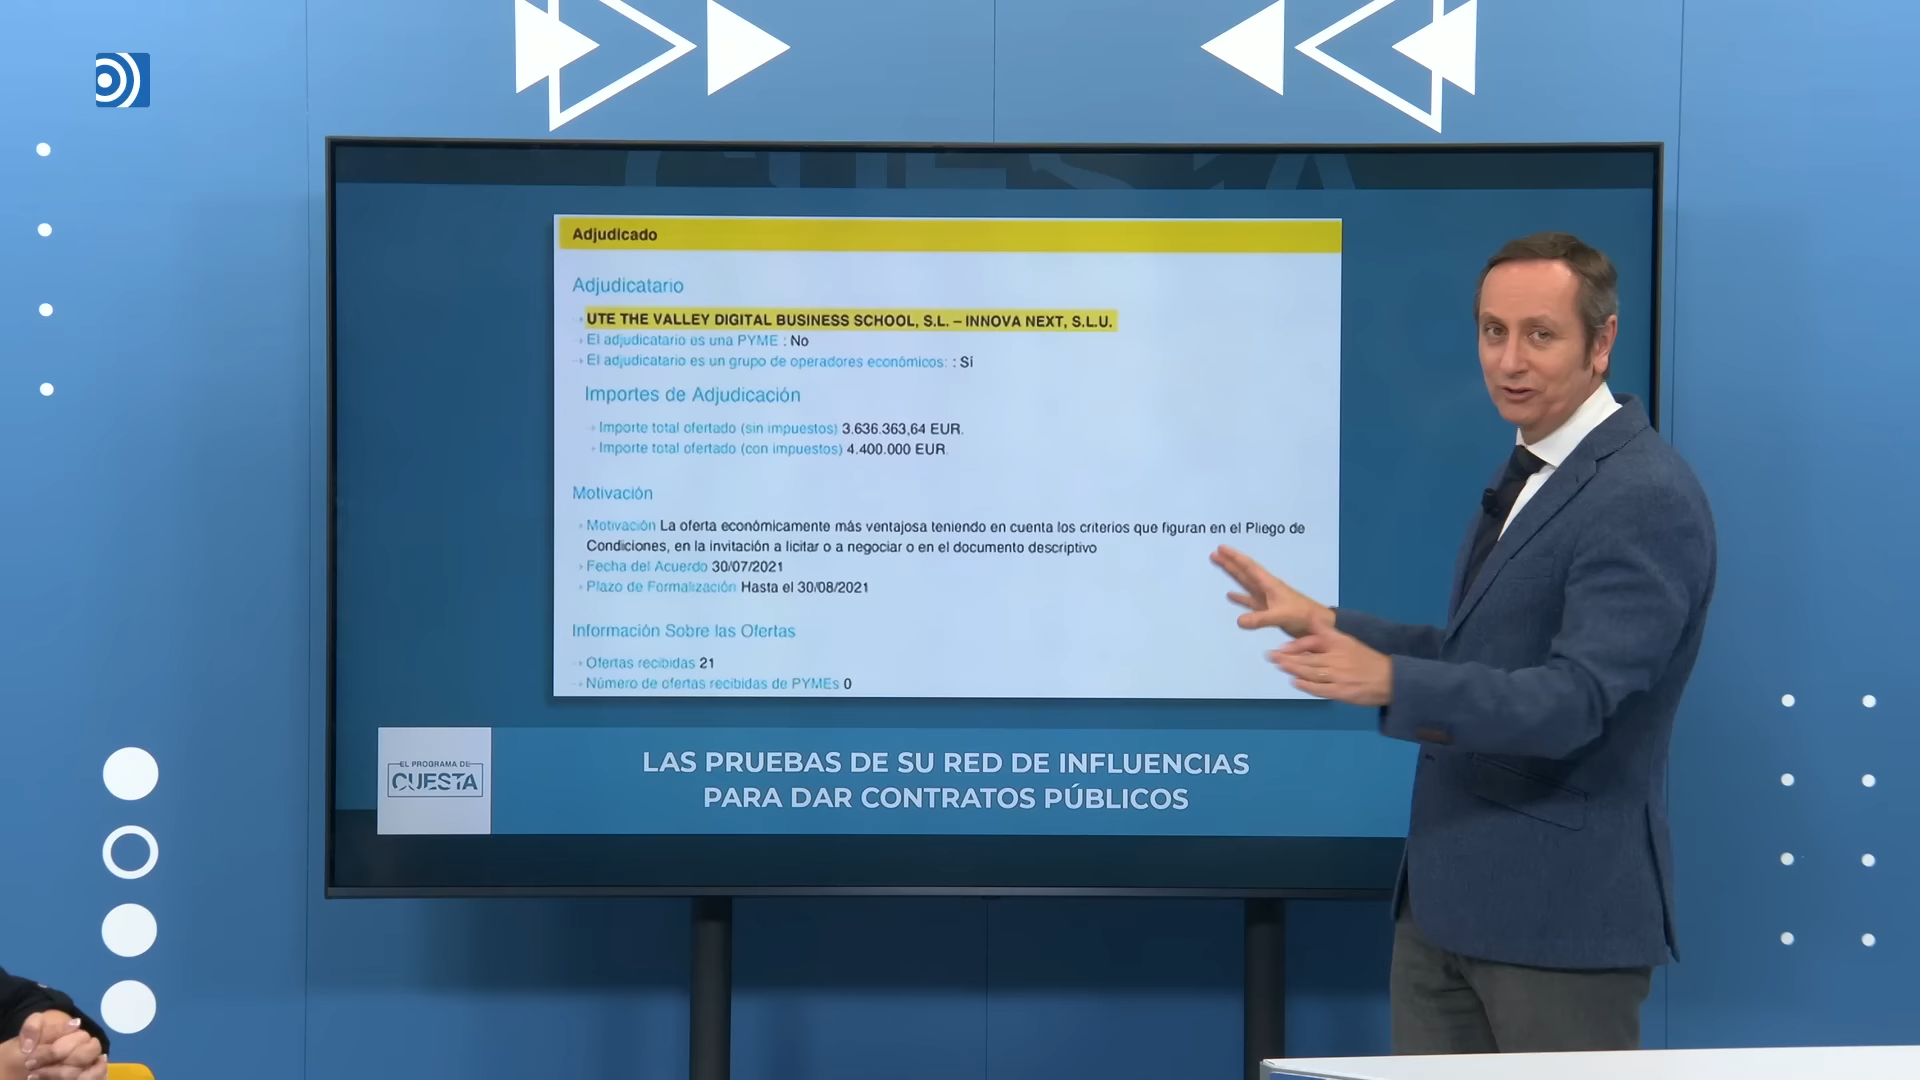 CUESTA
Adjudicado
Adjudicatario
UTE THE VALLEY DIGITAL BUSINESS SCHOOL, S.L. – INNOVA NEXT, S.L.U.
El adjudicatario es una PYME : No
El adjudicatario es un grupo de operadores económicos: : Sí
Importes de Adjudicación
Importe total ofertado (sin impuestos) 3.636.363,64 EUR.
Importe total ofertado (con impuestos) 4.400.000 EUR.
Motivación
Motivación La oferta económicamente más ventajosa teniendo en cuenta los criterios que figuran en el Pliego de
Condiciones, en la invitación a licitar o a negociar o en el documento descriptivo
Fecha del Acuerdo 30/07/2021
Plazo de Formalización Hasta el 30/08/2021
Información Sobre las Ofertas
Ofertas recibidas 21
Número de ofertas recibidas de PYMEs 0
EL PROGRAMA DE
CUESTA
LAS PRUEBAS DE SU RED DE INFLUENCIAS
PARA DAR CONTRATOS PÚBLICOS